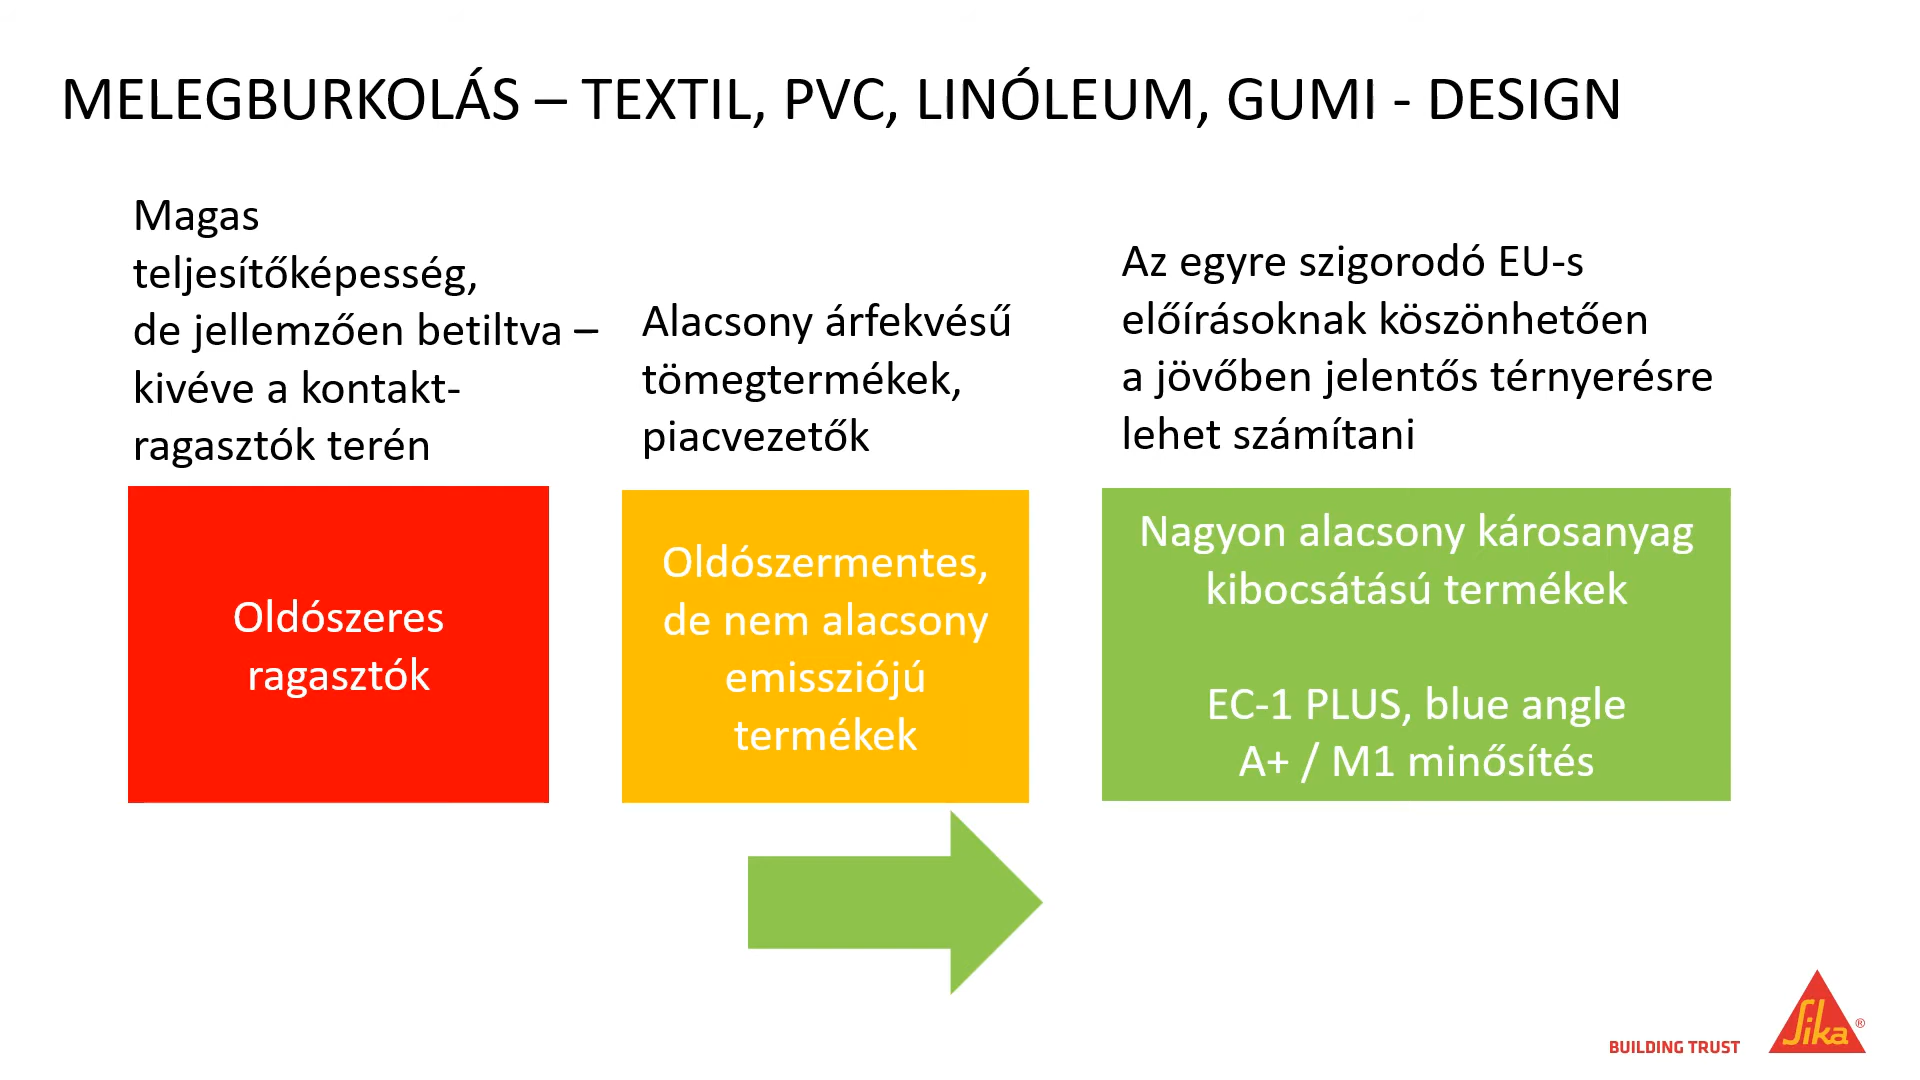 MELEGBURKOLÁS – TEXTIL, PVC, LINÓLEUM, GUMI - DESIGN
Magas
teljesítőképesség,
de jellemzően betiltva –
kivéve a kontakt-
ragasztók terén
Alacsony árfekvésű
tömegtermékek,
piacvezetők
Az egyre szigorodó EU-s
előírásoknak köszönhetően
a jövőben jelentős térnyerésre
lehet számítani
Oldószeres
ragasztók
Oldószermentes,
de nem alacsony
emissziójú
termékek
Nagyon alacsony károsanyag
kibocsátású termékek
EC-1 PLUS, blue angle
A+ / M1 minősítés
BUILDING TRUST
Sika®